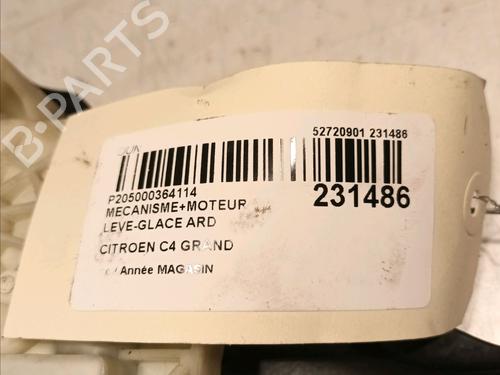 B-PARTS
52720901 231486
P205000364114
231486
MECANISME+MOTEUR
LEVE-GLACE ARD
CITROEN C4 GRAND
Année MAGASIN